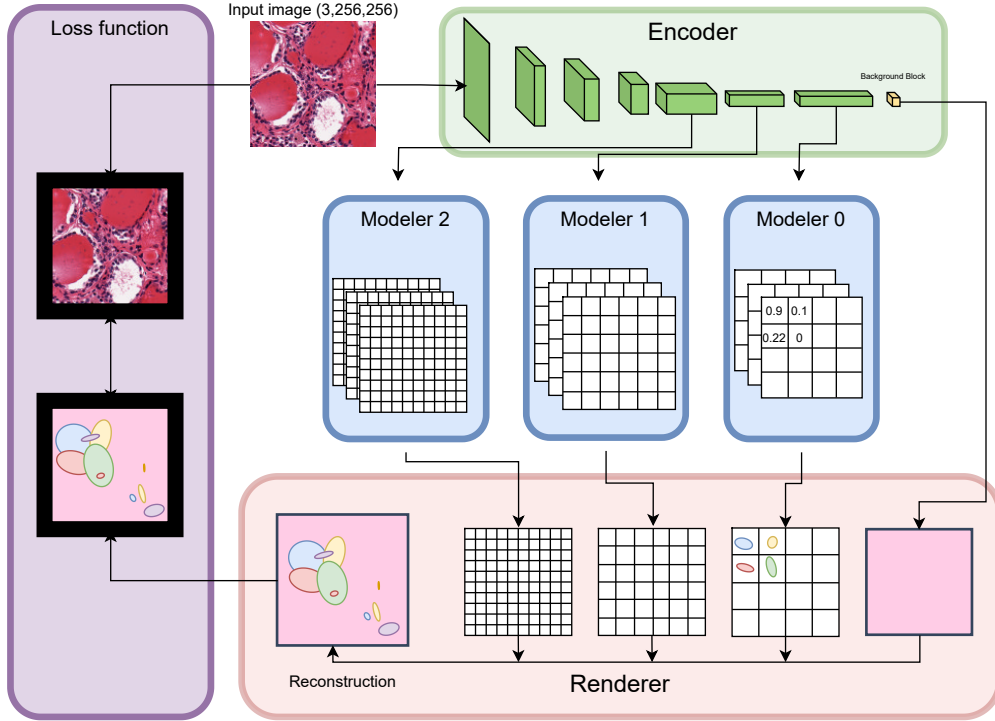 Loss function
Input image (3,256,256)
Encoder
Background Block
Modeler 2
Modeler 1
Modeler 0
0.9 0.1
0.22 0
Reconstruction
Renderer